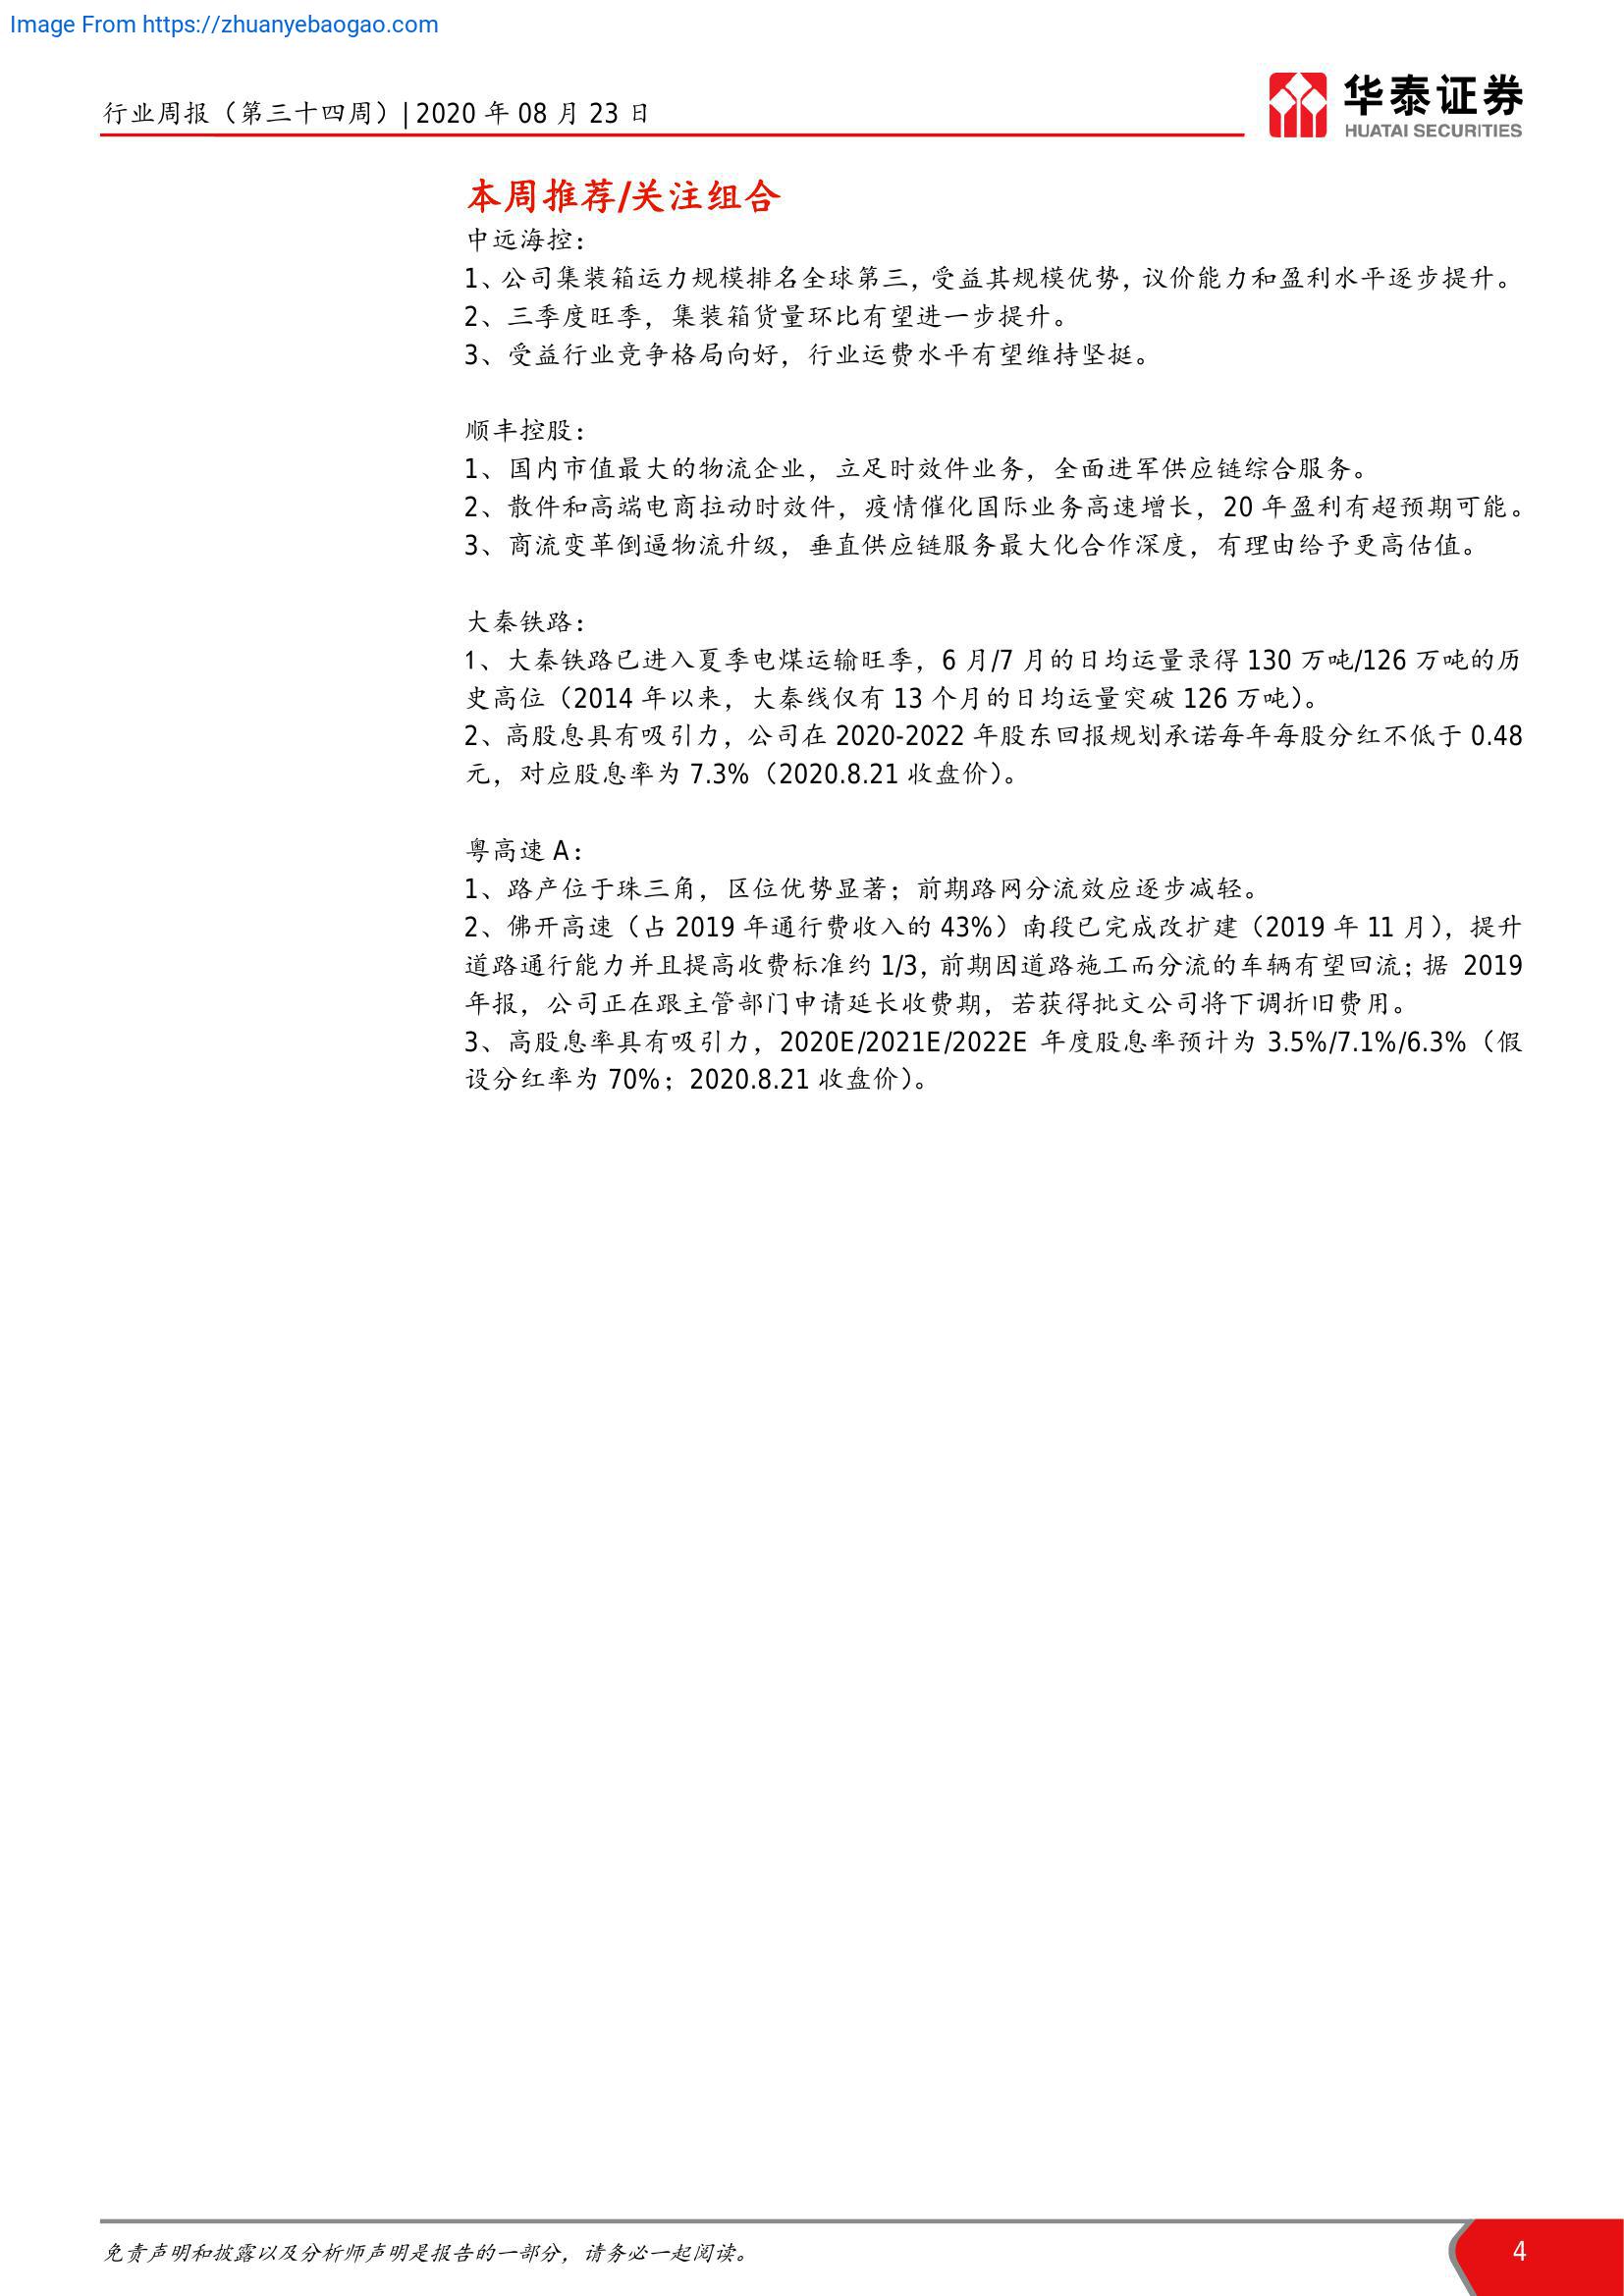 Image From https://zhuanyebaogao.com
行业周报（第三十四周）| 2020 年 08 月 23 日
华泰证券
HUATAI SECURITIES
本周推荐/关注组合
中远海控：
1、公司集装箱运力规模排名全球第三，受益其规模优势，议价能力和盈利水平逐步提升。
2、三季度旺季，集装箱货量环比有望进一步提升。
3、受益行业竞争格局向好，行业运费水平有望维持坚挺。
顺丰控股：
1、国内市值最大的物流企业，立足时效件业务，全面进军供应链综合服务。
2、散件和高端电商拉动时效件，疫情催化国际业务高速增长，20 年盈利有超预期可能。
3、商流变革倒逼物流升级，垂直供应链服务最大化合作深度，有理由给予更高估值。
大秦铁路：
1、大秦铁路已进入夏季电煤运输旺季，6 月/7 月的日均运量录得 130 万吨/126 万吨的历
史高位（2014 年以来，大秦线仅有 13 个月的日均运量突破 126 万吨）。
2、高股息具有吸引力，公司在 2020-2022 年股东回报规划承诺每年每股分红不低于 0.48
元，对应股息率为 7.3%（2020.8.21 收盘价）。
粤高速 A：
1、路产位于珠三角，区位优势显著；前期路网分流效应逐步减轻。
2、佛开高速（占 2019 年通行费收入的 43%）南段已完成改扩建（2019 年 11 月），提升
道路通行能力并且提高收费标准约 1/3，前期因道路施工而分流的车辆有望回流；据 2019
年报，公司正在跟主管部门申请延长收费期，若获得批文公司将下调折旧费用。
3、高股息率具有吸引力，2020E/2021E/2022E 年度股息率预计为 3.5%/7.1%/6.3%（假
设分红率为 70%；2020.8.21 收盘价）。
免责声明和披露以及分析师声明是报告的一部分，请务必一起阅读。
4